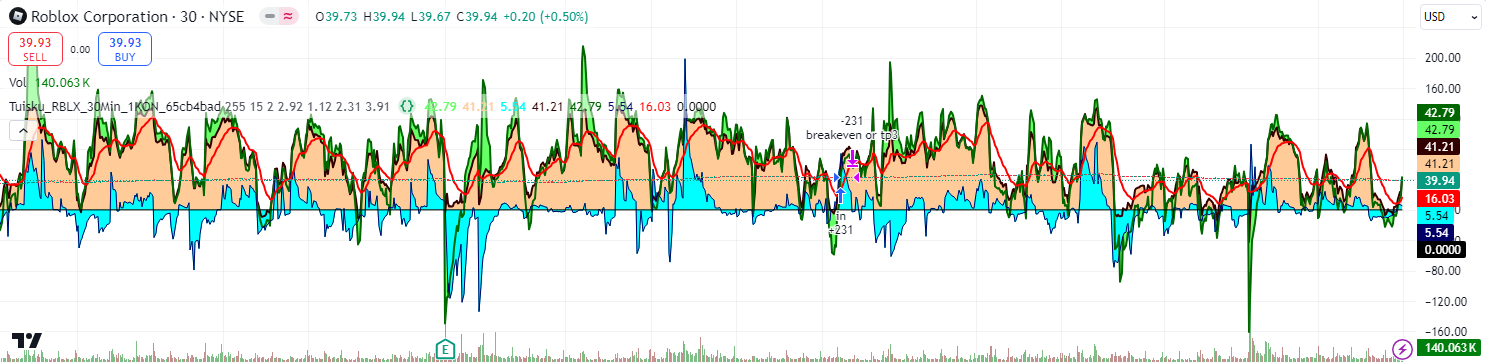 Roblox Corporation · 30 · NYSE O39.73 H39.94 L39.67 C39.94 +0.20 (+0.50%)
USD
39.93 SELL
0.00
39.93 BUY
Vol 140.063 K
Tuisku_RBLX_30Min_1KON_65cb4bad 255 15 2 2.92 1.12 2.31 3.91 42.79 41.21 5.54 41.21 42.79 5.54 16.03 0.0000
-231
breakeven or tp3
in
+231
E
200.00
160.00
42.79
42.79
41.21
41.21
39.94
16.03
0
5.54
5.54
0.0000
−80.00
−120.00
−160.00
140.063 K